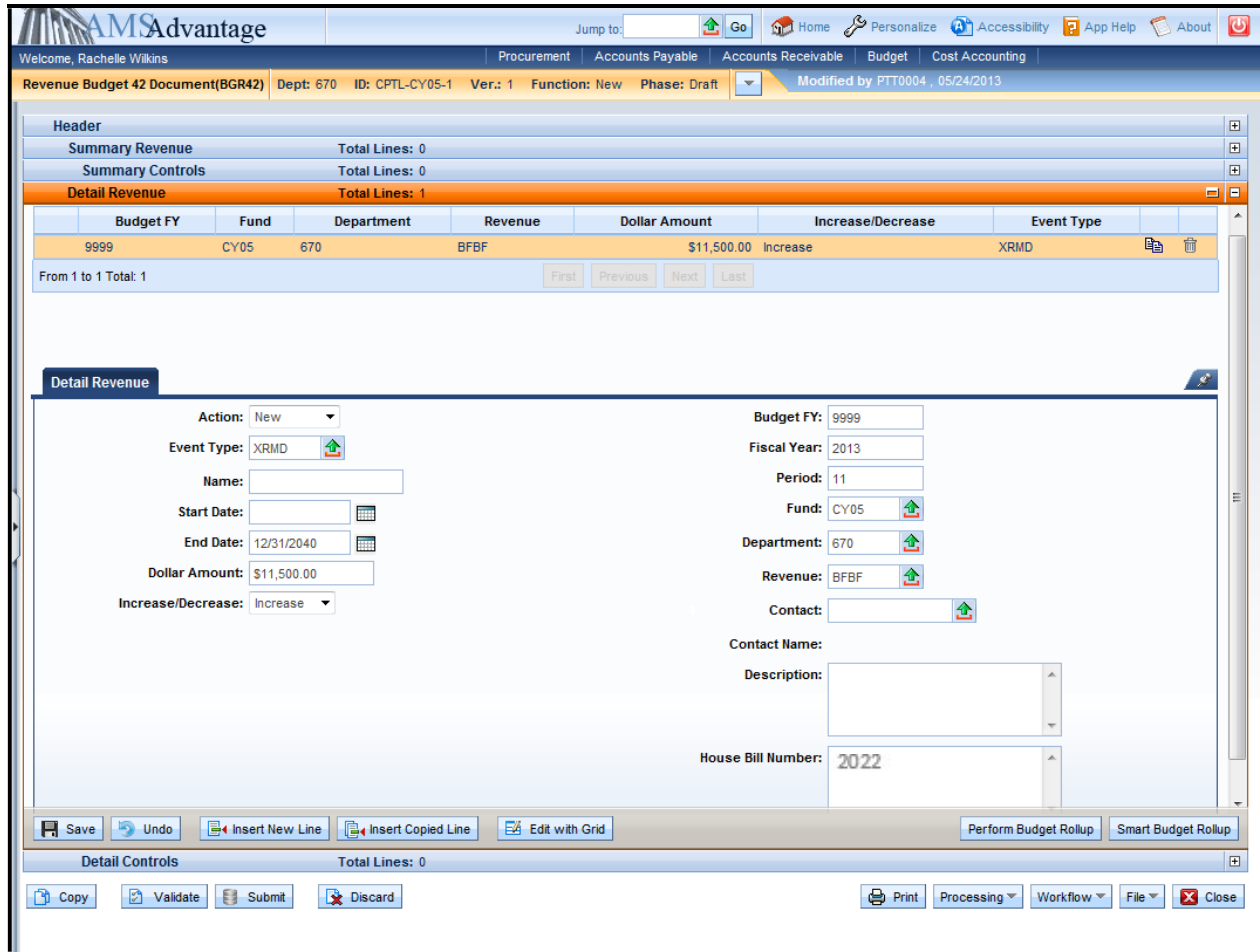 AMSAdvantage Jump to: Go Home Personalize Accessibility App Help About
Welcome, Rachelle Wilkins Procurement Accounts Payable Accounts Receivable Budget Cost Accounting
Revenue Budget 42 Document(BGR42) Dept: 670 ID: CPTL-CY05-1 Ver.: 1 Function: New Phase: Draft Modified by PTT0004 , 05/24/2013
Header
Summary Revenue Total Lines: 0
Summary Controls Total Lines: 0
Detail Revenue Total Lines: 1
Budget FY Fund Department Revenue Dollar Amount Increase/Decrease Event Type
9999 CY05 670 BFBF $11,500.00 Increase XRMD
From 1 to 1 Total: 1 First Previous Next Last
Detail Revenue
Action: New Budget FY: 9999
Event Type: XRMD Fiscal Year: 2013
Name: Period: 11
Start Date: Fund: CY05
End Date: 12/31/2040 Department: 670
Dollar Amount: $11,500.00 Revenue: BFBF
Increase/Decrease: Increase Contact:
Contact Name:
Description:
House Bill Number: 2022
Save Undo Insert New Line Insert Copied Line Edit with Grid Perform Budget Rollup Smart Budget Rollup
Detail Controls Total Lines: 0
Copy Validate Submit Discard Print Processing Workflow File Close